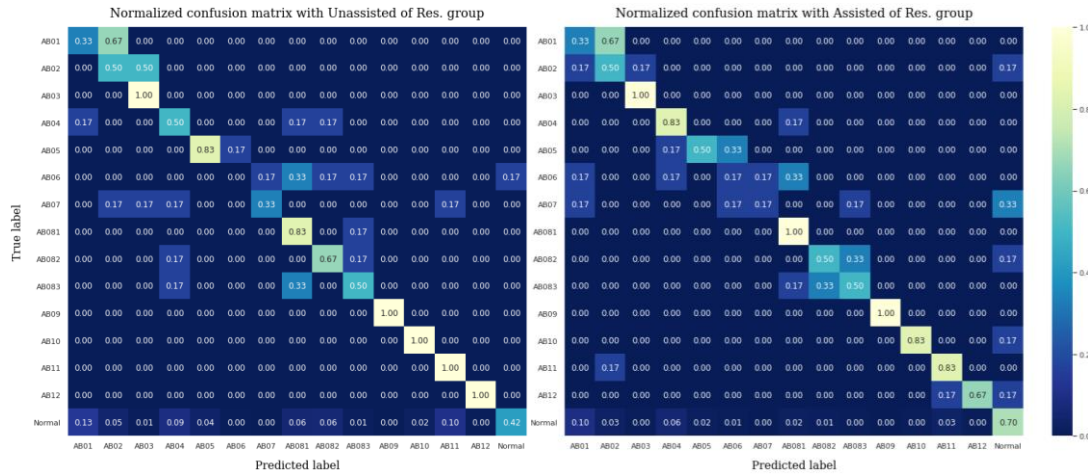 Normalized confusion matrix with Unassisted of Res. group
True label
AB01 0.33 0.67 0.00 0.00 0.00 0.00 0.00 0.00 0.00 0.00 0.00 0.00 0.00 0.00 0.00
AB02 0.00 0.50 0.50 0.00 0.00 0.00 0.00 0.00 0.00 0.00 0.00 0.00 0.00 0.00 0.00
AB03 0.00 0.00 1.00 0.00 0.00 0.00 0.00 0.00 0.00 0.00 0.00 0.00 0.00 0.00 0.00
AB04 0.17 0.00 0.00 0.50 0.00 0.00 0.00 0.17 0.17 0.00 0.00 0.00 0.00 0.00 0.00
AB05 0.00 0.00 0.00 0.00 0.83 0.17 0.00 0.00 0.00 0.00 0.00 0.00 0.00 0.00 0.00
AB06 0.00 0.00 0.00 0.00 0.00 0.00 0.17 0.33 0.17 0.17 0.00 0.00 0.00 0.00 0.17
AB07 0.00 0.17 0.17 0.17 0.00 0.00 0.33 0.00 0.00 0.00 0.00 0.00 0.17 0.00 0.00
AB081 0.00 0.00 0.00 0.00 0.00 0.00 0.00 0.83 0.00 0.17 0.00 0.00 0.00 0.00 0.00
AB082 0.00 0.00 0.00 0.17 0.00 0.00 0.00 0.00 0.67 0.17 0.00 0.00 0.00 0.00 0.00
AB083 0.00 0.00 0.00 0.17 0.00 0.00 0.00 0.33 0.00 0.50 0.00 0.00 0.00 0.00 0.00
AB09 0.00 0.00 0.00 0.00 0.00 0.00 0.00 0.00 0.00 0.00 1.00 0.00 0.00 0.00 0.00
AB10 0.00 0.00 0.00 0.00 0.00 0.00 0.00 0.00 0.00 0.00 0.00 1.00 0.00 0.00 0.00
AB11 0.00 0.00 0.00 0.00 0.00 0.00 0.00 0.00 0.00 0.00 0.00 0.00 1.00 0.00 0.00
AB12 0.00 0.00 0.00 0.00 0.00 0.00 0.00 0.00 0.00 0.00 0.00 0.00 0.00 1.00 0.00
Normal 0.13 0.05 0.01 0.09 0.04 0.00 0.00 0.06 0.06 0.01 0.00 0.02 0.10 0.00 0.42
AB01 AB02 AB03 AB04 AB05 AB06 AB07 AB081 AB082 AB083 AB09 AB10 AB11 AB12 Normal
Predicted label
Normalized confusion matrix with Assisted of Res. group
AB01 0.33 0.67 0.00 0.00 0.00 0.00 0.00 0.00 0.00 0.00 0.00 0.00 0.00 0.00 0.00
AB02 0.17 0.50 0.17 0.00 0.00 0.00 0.00 0.00 0.00 0.00 0.00 0.00 0.00 0.00 0.17
AB03 0.00 0.00 1.00 0.00 0.00 0.00 0.00 0.00 0.00 0.00 0.00 0.00 0.00 0.00 0.00
AB04 0.00 0.00 0.00 0.83 0.00 0.00 0.00 0.17 0.00 0.00 0.00 0.00 0.00 0.00 0.00
AB05 0.00 0.00 0.00 0.17 0.50 0.33 0.00 0.00 0.00 0.00 0.00 0.00 0.00 0.00 0.00
AB06 0.17 0.00 0.00 0.17 0.00 0.17 0.17 0.33 0.00 0.00 0.00 0.00 0.00 0.00 0.00
AB07 0.17 0.00 0.00 0.00 0.00 0.17 0.17 0.00 0.00 0.17 0.00 0.00 0.00 0.00 0.33
AB081 0.00 0.00 0.00 0.00 0.00 0.00 0.00 1.00 0.00 0.00 0.00 0.00 0.00 0.00 0.00
AB082 0.00 0.00 0.00 0.00 0.00 0.00 0.00 0.00 0.50 0.33 0.00 0.00 0.00 0.00 0.17
AB083 0.00 0.00 0.00 0.00 0.00 0.00 0.00 0.17 0.33 0.50 0.00 0.00 0.00 0.00 0.00
AB09 0.00 0.00 0.00 0.00 0.00 0.00 0.00 0.00 0.00 0.00 1.00 0.00 0.00 0.00 0.00
AB10 0.00 0.00 0.00 0.00 0.00 0.00 0.00 0.00 0.00 0.00 0.00 0.83 0.00 0.00 0.17
AB11 0.00 0.17 0.00 0.00 0.00 0.00 0.00 0.00 0.00 0.00 0.00 0.00 0.83 0.00 0.00
AB12 0.00 0.00 0.00 0.00 0.00 0.00 0.00 0.00 0.00 0.00 0.00 0.00 0.17 0.67 0.17
Normal 0.10 0.03 0.00 0.06 0.02 0.01 0.00 0.02 0.02 0.01 0.00 0.00 0.03 0.01 0.70
AB01 AB02 AB03 AB04 AB05 AB06 AB07 AB081 AB082 AB083 AB09 AB10 AB11 AB12 Normal
Predicted label
1.0
0.8
0.6
0.4
0.2
0.0